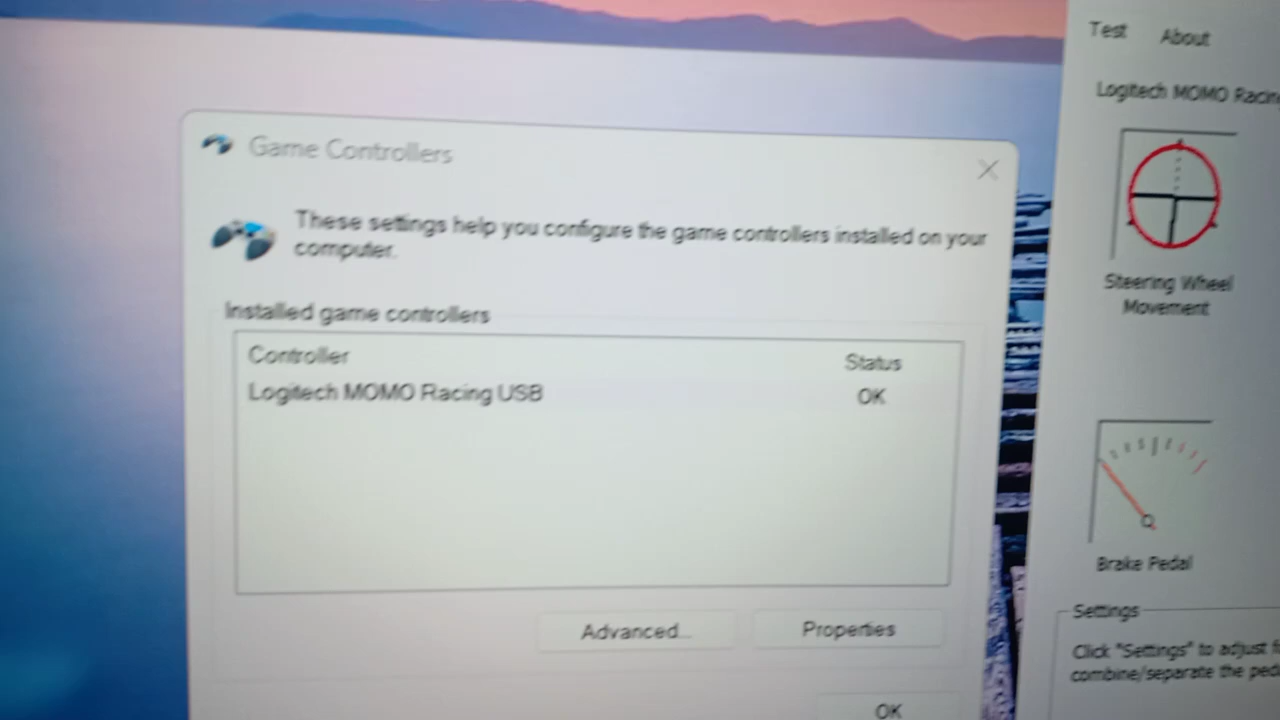 Game Controllers
These settings help you configure the game controllers installed on your
computer.
Installed game controllers
Controller
Status
Logitech MOMO Racing USB
OK
Advanced...
Properties
OK
Test
About
Logitech MOMO Racin
Steering Wheel
Movement
Brake Pedal
Settings
Click "Settings" to adjust f
combine/separate the peda